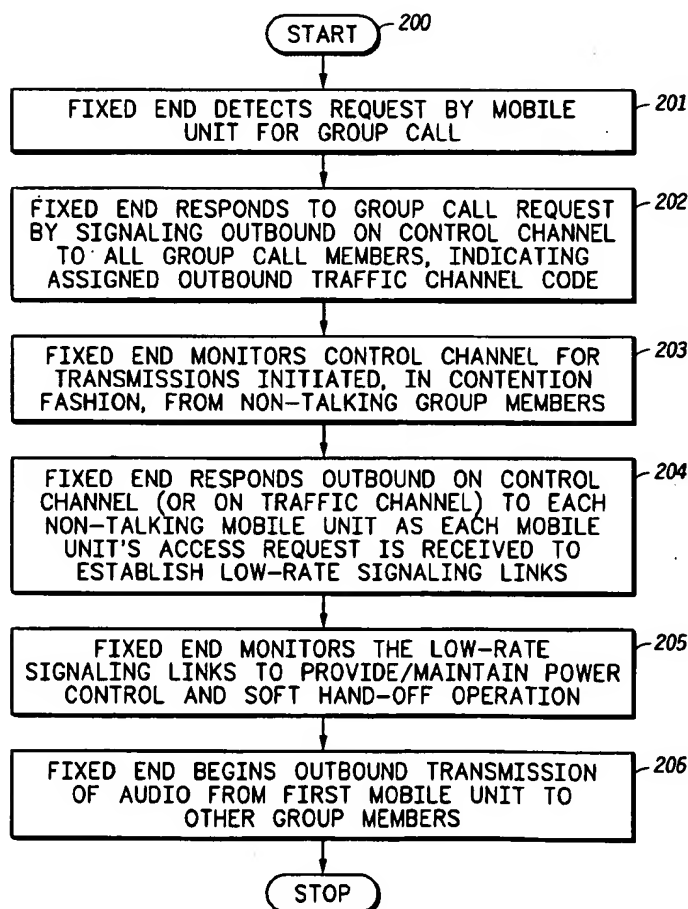 START
200
FIXED END DETECTS REQUEST BY MOBILE
UNIT FOR GROUP CALL
201
FIXED END RESPONDS TO GROUP CALL REQUEST
BY SIGNALING OUTBOUND ON CONTROL CHANNEL
TO ALL GROUP CALL MEMBERS, INDICATING
ASSIGNED OUTBOUND TRAFFIC CHANNEL CODE
202
FIXED END MONITORS CONTROL CHANNEL FOR
TRANSMISSIONS INITIATED, IN CONTENTION
FASHION, FROM NON-TALKING GROUP MEMBERS
203
FIXED END RESPONDS OUTBOUND ON CONTROL
CHANNEL (OR ON TRAFFIC CHANNEL) TO EACH
NON-TALKING MOBILE UNIT AS EACH MOBILE
UNIT'S ACCESS REQUEST IS RECEIVED TO
ESTABLISH LOW-RATE SIGNALING LINKS
204
FIXED END MONITORS THE LOW-RATE
SIGNALING LINKS TO PROVIDE/MAINTAIN POWER
CONTROL AND SOFT HAND-OFF OPERATION
205
FIXED END BEGINS OUTBOUND TRANSMISSION
OF AUDIO FROM FIRST MOBILE UNIT TO
OTHER GROUP MEMBERS
206
STOP